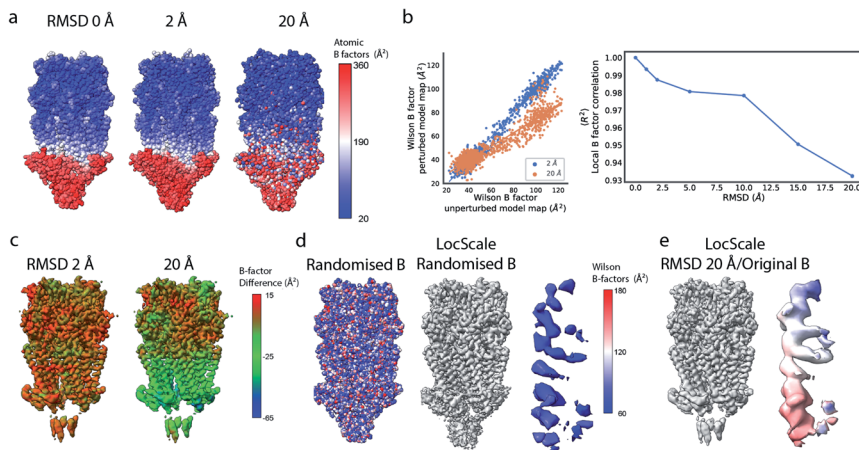 a
RMSD 0 Å
2 Å
20 Å
Atomic
B factors (Å²)
360
190
20
b
Wilson B factor
perturbed model map (Å²)
120
100
80
60
40
20
2 Å
20 Å
20 40 60 80 100 120
Wilson B factor
unperturbed model map (Å²)
Local B factor correlation
(R²)
1.00
0.99
0.98
0.97
0.96
0.95
0.94
0.93
0.0 2.5 5.0 7.5 10.0 12.5 15.0 17.5 20.0
RMSD (Å)
c
RMSD 2 Å
20 Å
B-factor
Difference (Å²)
15
-25
-65
d
Randomised B
LocScale
Randomised B
Wilson
B-factors (Å²)
180
120
60
e
LocScale
RMSD 20 Å/Original B